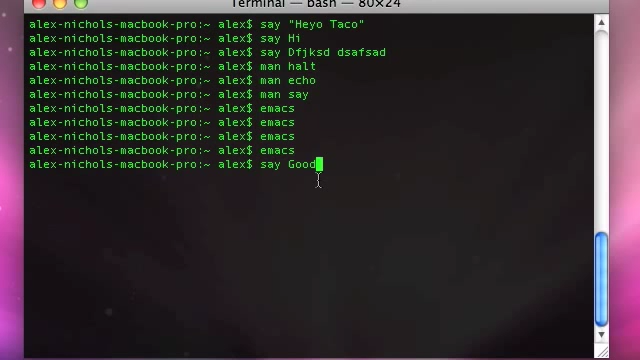 Terminal — bash — 80×24
alex-nichols-macbook-pro:~ alex$ say "Heyo Taco"
alex-nichols-macbook-pro:~ alex$ say Hi
alex-nichols-macbook-pro:~ alex$ say Dfjksd dsafsad
alex-nichols-macbook-pro:~ alex$ man halt
alex-nichols-macbook-pro:~ alex$ man echo
alex-nichols-macbook-pro:~ alex$ man say
alex-nichols-macbook-pro:~ alex$ emacs
alex-nichols-macbook-pro:~ alex$ emacs
alex-nichols-macbook-pro:~ alex$ emacs
alex-nichols-macbook-pro:~ alex$ emacs
alex-nichols-macbook-pro:~ alex$ say Good